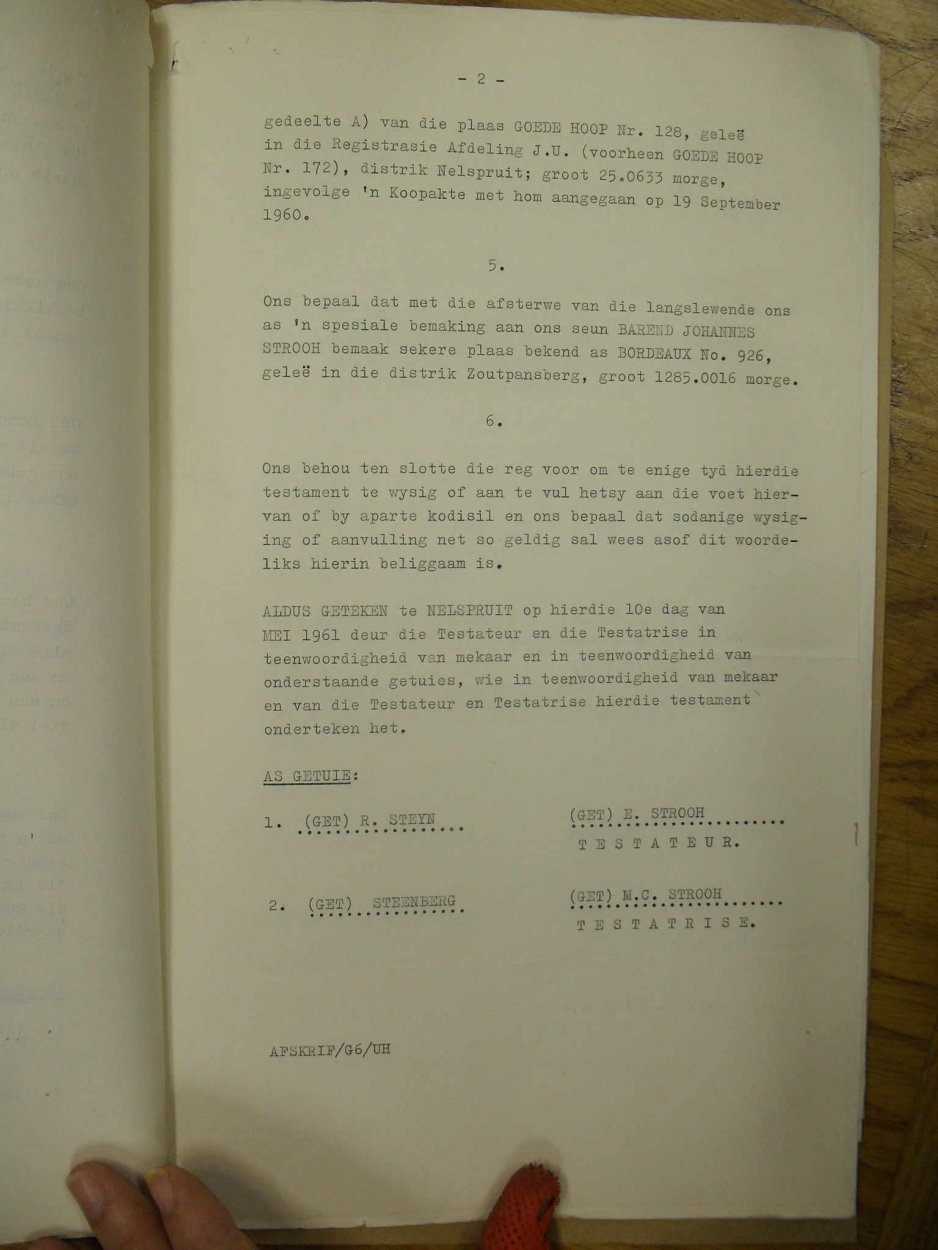 - 2 -
gedeelte A) van die plaas GOEDE HOOP Nr. 128, geleë
in die Registrasie Afdeling J.U. (voorheen GOEDE HOOP
Nr. 172), distrik Nelspruit; groot 25.0633 morge,
ingevolge 'n Koopakte met hom aangegaan op 19 September
1960.
5.
Ons bepaal dat met die afsterwe van die langslewende ons
as 'n spesiale bemaking aan ons seun BAREND JOHANNES
STROOH bemaak sekere plaas bekend as BORDEAUX No. 926,
geleë in die distrik Zoutpansberg, groot 1285.0016 morge.
6.
Ons behou ten slotte die reg voor om te enige tyd hierdie
testament te wysig of aan te vul hetsy aan die voet hier-
van of by aparte kodisil en ons bepaal dat sodanige wysig-
ing of aanvulling net so geldig sal wees asof dit woorde-
liks hierin beliggaam is.
ALDUS GETEKEN te NELSPRUIT op hierdie 10e dag van
MEI 1961 deur die Testateur en die Testatrise in
teenwoordigheid van mekaar en in teenwoordigheid van
onderstaande getuies, wie in teenwoordigheid van mekaar
en van die Testateur en Testatrise hierdie testament
onderteken het.
AS GETUIE:
1. (GET) R. STEYN (GET) E. STROOH
TESTATEUR.
2. (GET) STEENBERG (GET) M.C. STROOH
TESTATRISE.
AFSKRIF/G6/UH